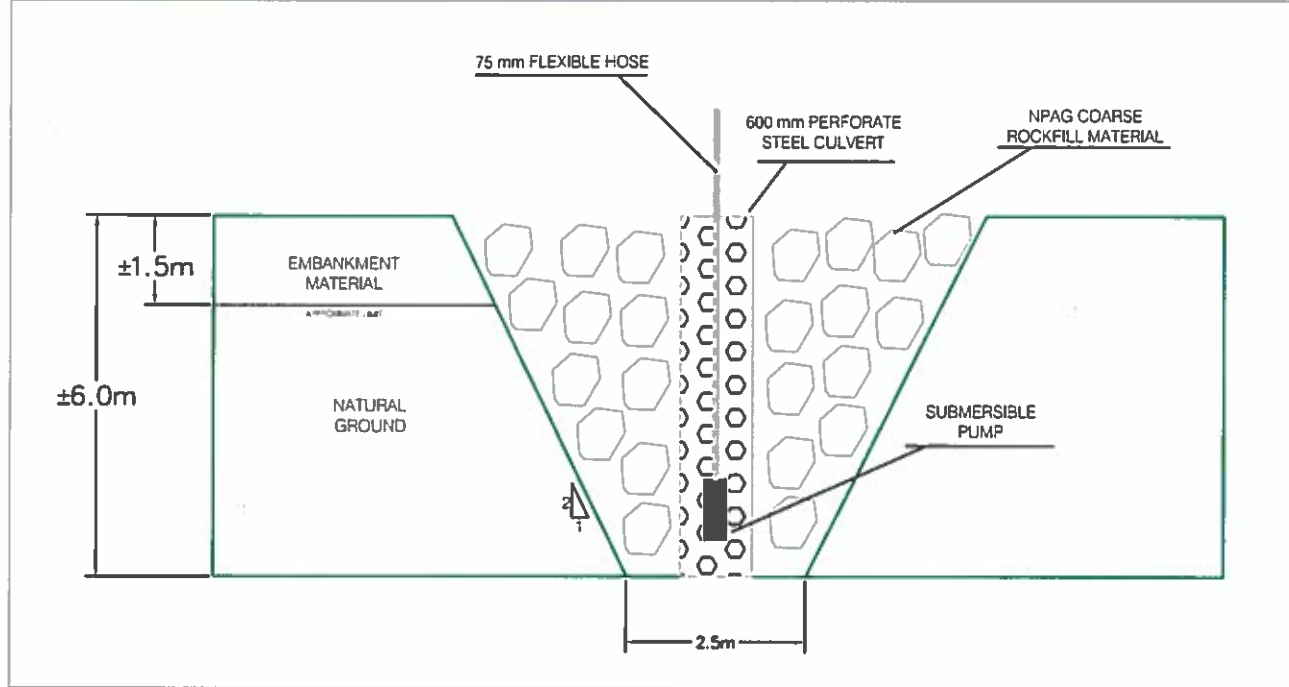 75 mm FLEXIBLE HOSE
600 mm PERFORATE
STEEL CULVERT
NPAG COARSE
ROCKFILL MATERIAL
±1.5m
EMBANKMENT
MATERIAL
±6.0m
NATURAL
GROUND
SUBMERSIBLE
PUMP
2
1
2.5m